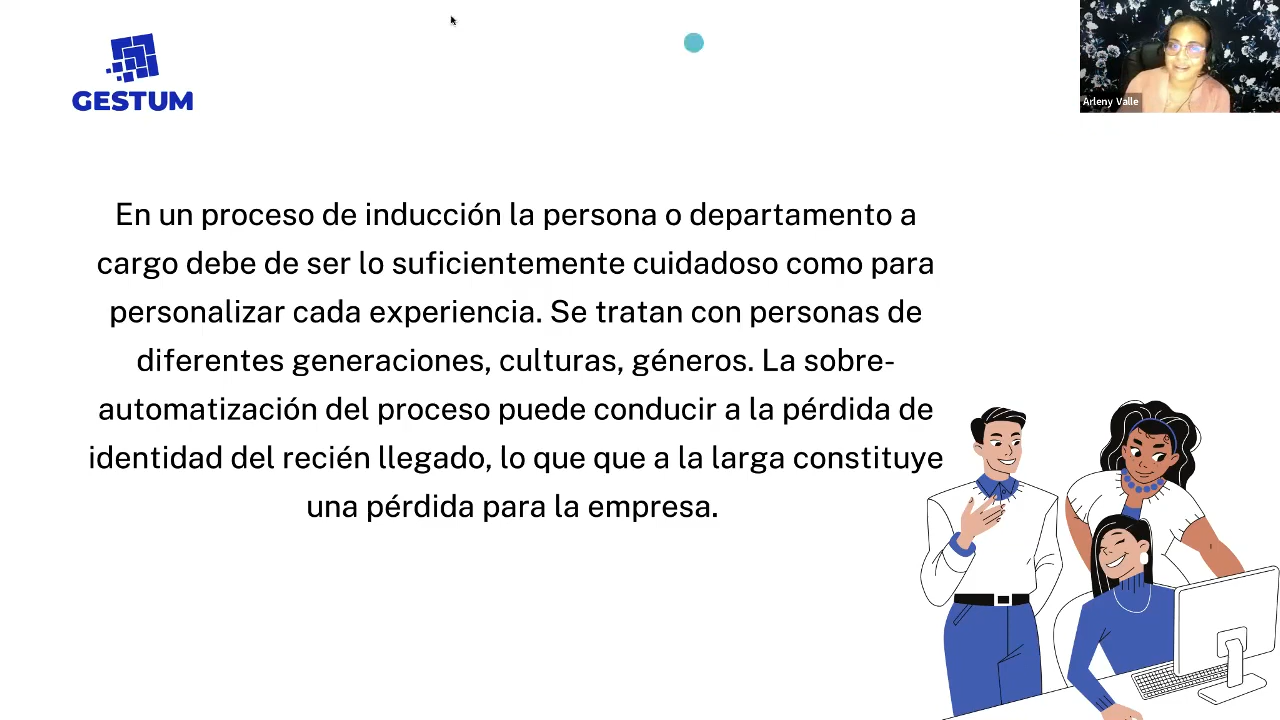 GESTUM
Arleny Valle
En un proceso de inducción la persona o departamento a
cargo debe de ser lo suficientemente cuidadoso como para
personalizar cada experiencia. Se tratan con personas de
diferentes generaciones, culturas, géneros. La sobre-
automatización del proceso puede conducir a la pérdida de
identidad del recién llegado, lo que que a la larga constituye
una pérdida para la empresa.